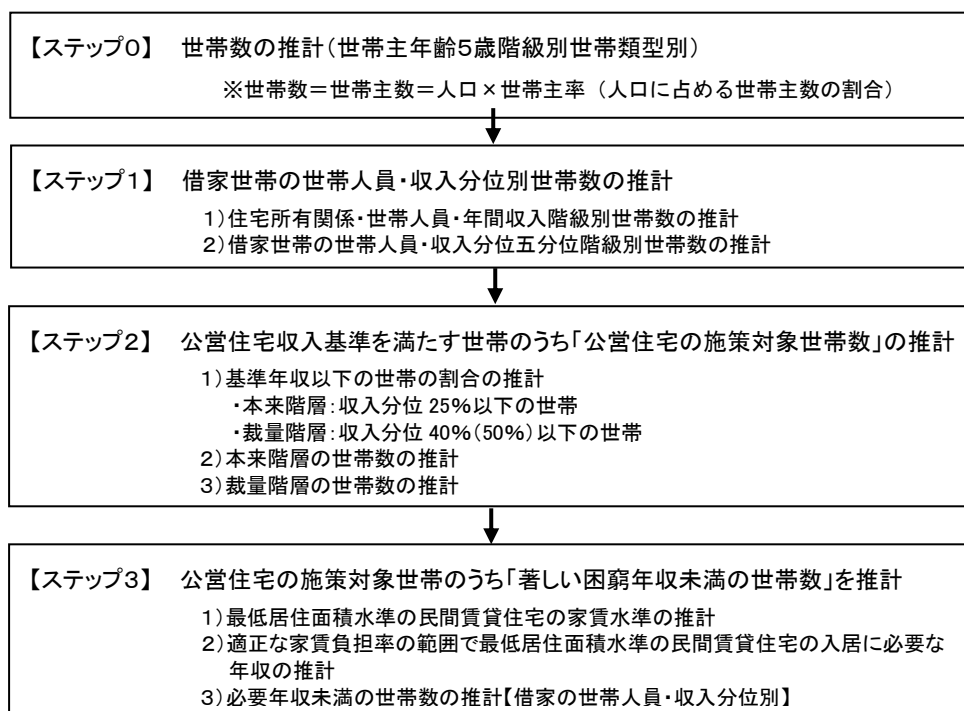 【ステップ0】 世帯数の推計(世帯主年齢5歳階級別世帯類型別)
※世帯数＝世帯主数＝人口×世帯主率 (人口に占める世帯主数の割合)
【ステップ1】 借家世帯の世帯人員・収入分位別世帯数の推計
1)住宅所有関係・世帯人員・年間収入階級別世帯数の推計
2)借家世帯の世帯人員・収入分位五分位階級別世帯数の推計
【ステップ2】 公営住宅収入基準を満たす世帯のうち「公営住宅の施策対象世帯数」の推計
1)基準年収以下の世帯の割合の推計
・本来階層:収入分位 25%以下の世帯
・裁量階層:収入分位 40%(50%)以下の世帯
2)本来階層の世帯数の推計
3)裁量階層の世帯数の推計
【ステップ3】 公営住宅の施策対象世帯のうち「著しい困窮年収未満の世帯数」を推計
1)最低居住面積水準の民間賃貸住宅の家賃水準の推計
2)適正な家賃負担率の範囲で最低居住面積水準の民間賃貸住宅の入居に必要な
年収の推計
3)必要年収未満の世帯数の推計【借家の世帯人員・収入分位別】